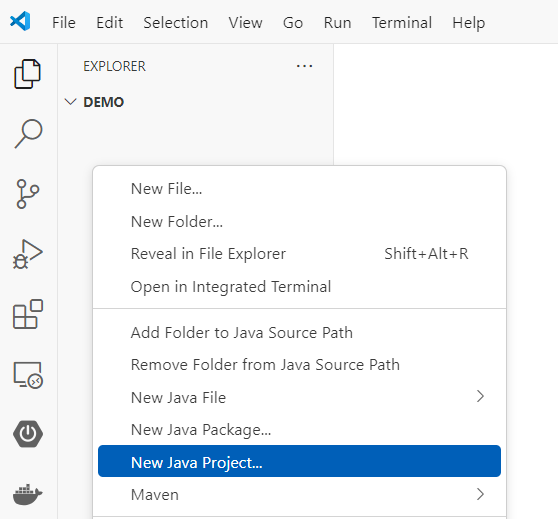 File Edit Selection View Go Run Terminal Help
EXPLORER ···
DEMO
New File...
New Folder...
Reveal in File Explorer Shift+Alt+R
Open in Integrated Terminal
Add Folder to Java Source Path
Remove Folder from Java Source Path
New Java File
New Java Package...
New Java Project...
Maven